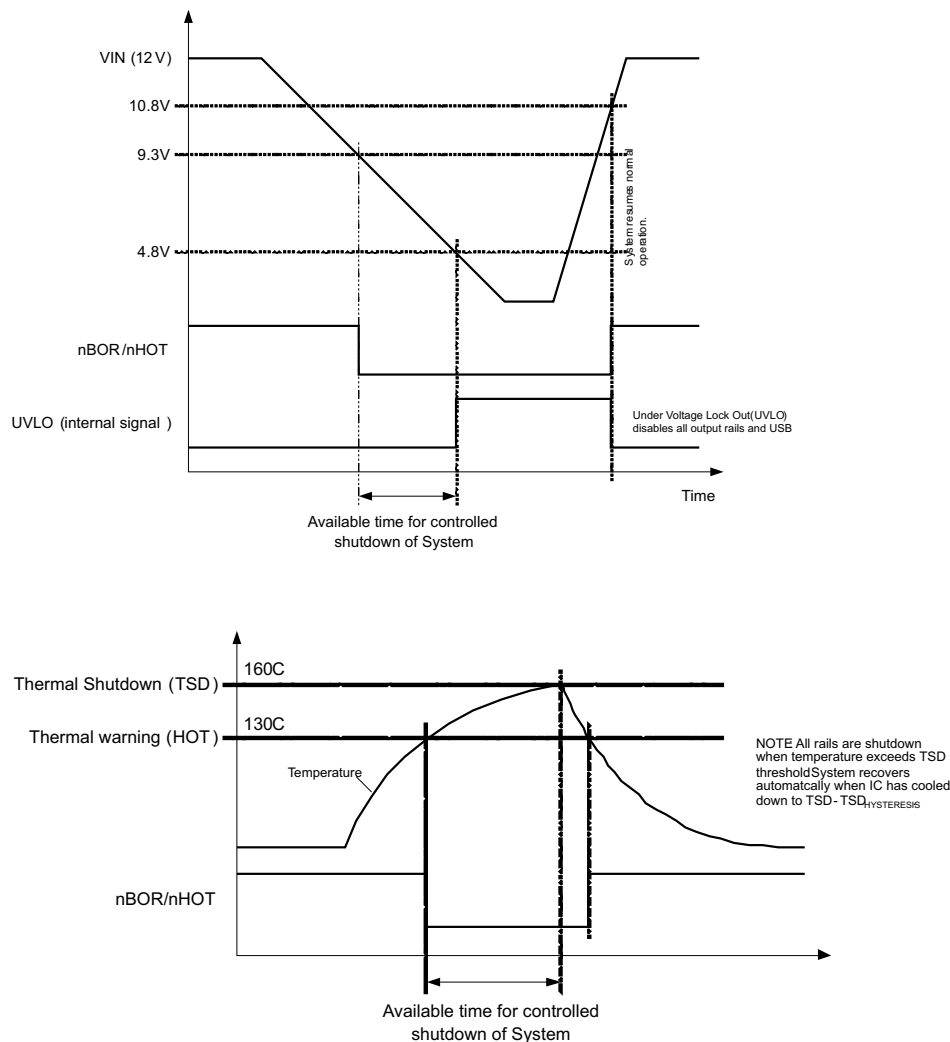 VIN (12 V)
10.8V
9.3V
4.8V
System resumes normal
operation.
nBOR/nHOT
UVLO (internal signal )
Under Voltage Lock Out(UVLO)
disables all output rails and USB
Time
Available time for controlled
shutdown of System
160C
Thermal Shutdown (TSD)
130C
Thermal warning (HOT)
Temperature
NOTE All rails are shutdown
when temperature exceeds TSD
thresholdSystem recovers
automatcally when IC has cooled
down to TSD - TSDHYSTERESIS
nBOR/nHOT
Available time for controlled
shutdown of System